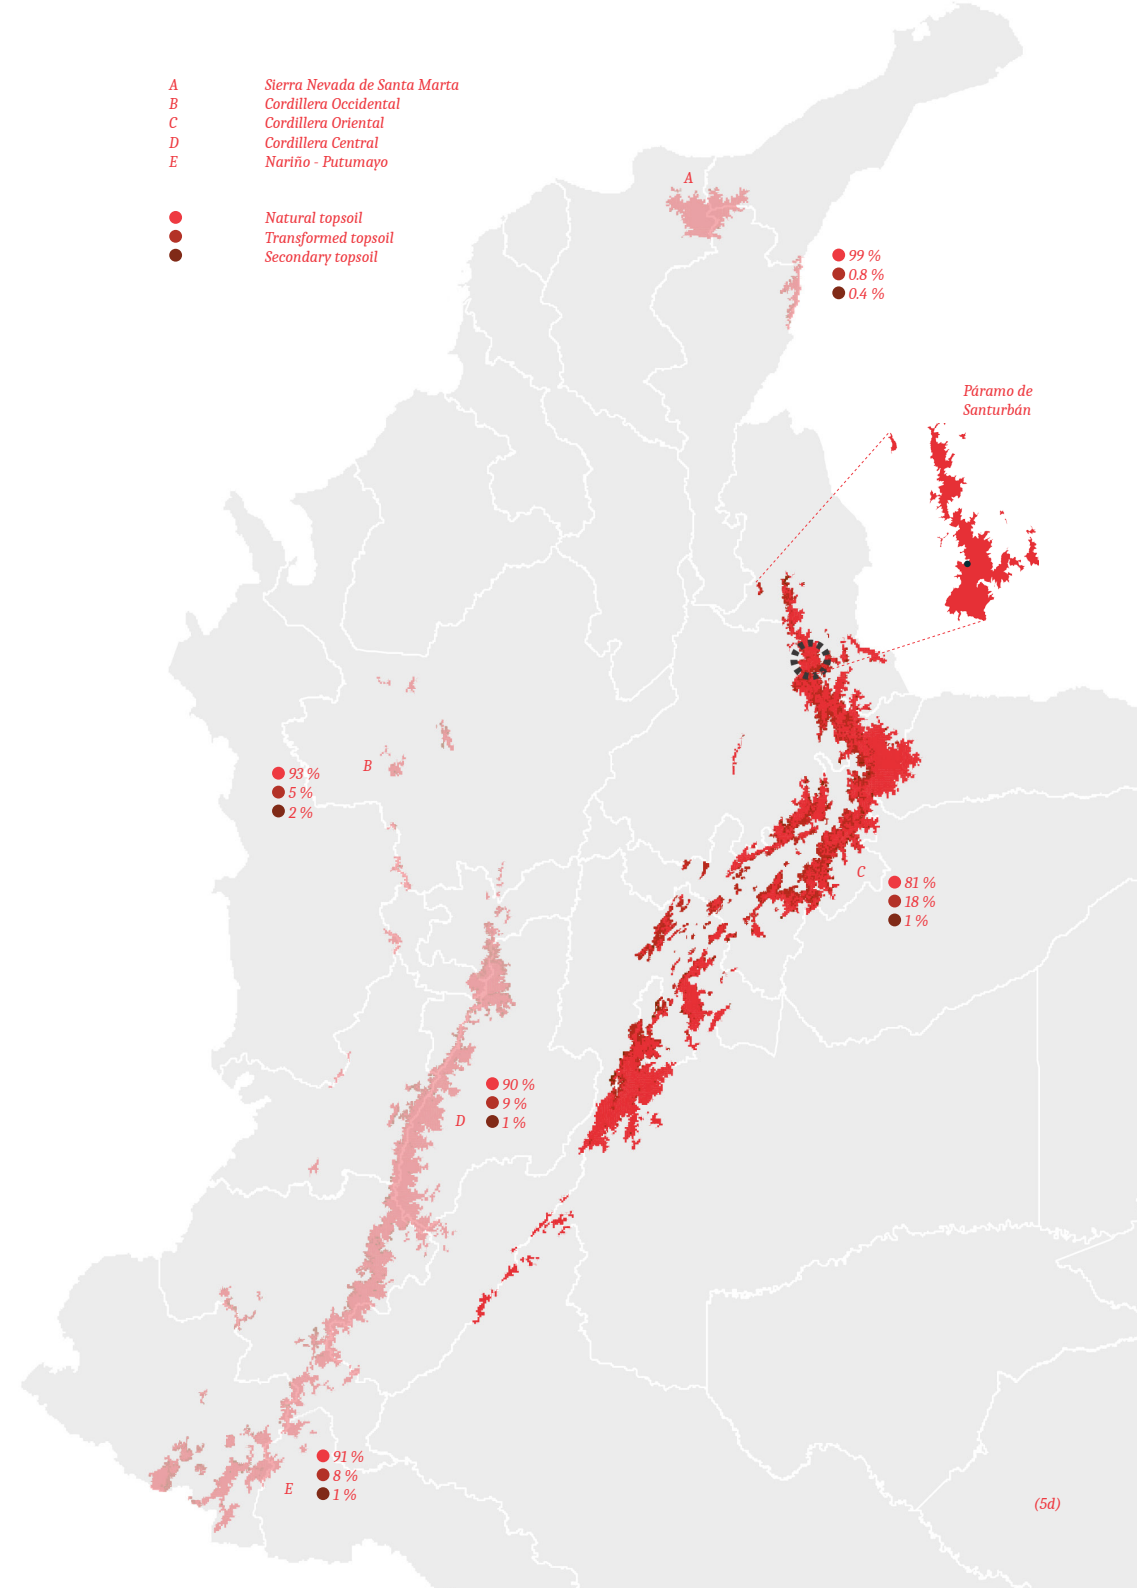 A Sierra Nevada de Santa Marta
B Cordillera Occidental
C Cordillera Oriental
D Cordillera Central
E Nariño - Putumayo
Natural topsoil
Transformed topsoil
Secondary topsoil
A
99 %
0.8 %
0.4 %
Páramo de
Santurbán
B
93 %
5 %
2 %
C
81 %
18 %
1 %
D
90 %
9 %
1 %
E
91 %
8 %
1 %
(5d)